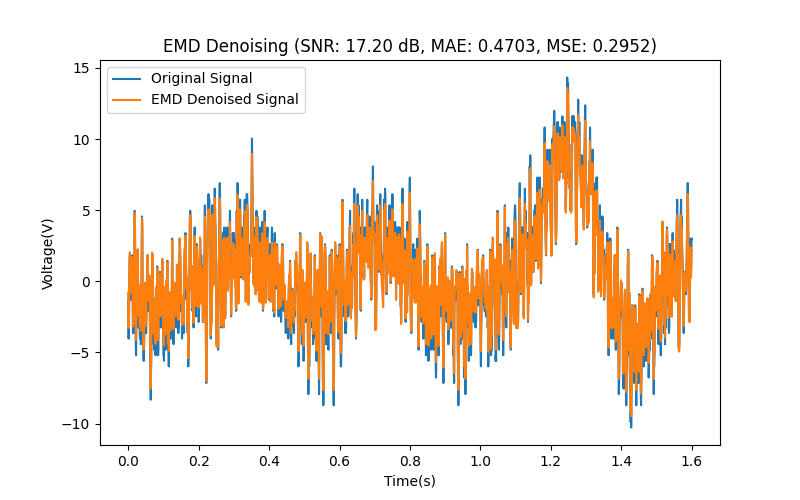 EMD Denoising (SNR: 17.20 dB, MAE: 0.4703, MSE: 0.2952)
Original Signal
EMD Denoised Signal
15
10
5
0
−5
−10
Voltage(V)
0.0 0.2 0.4 0.6 0.8 1.0 1.2 1.4 1.6
Time(s)